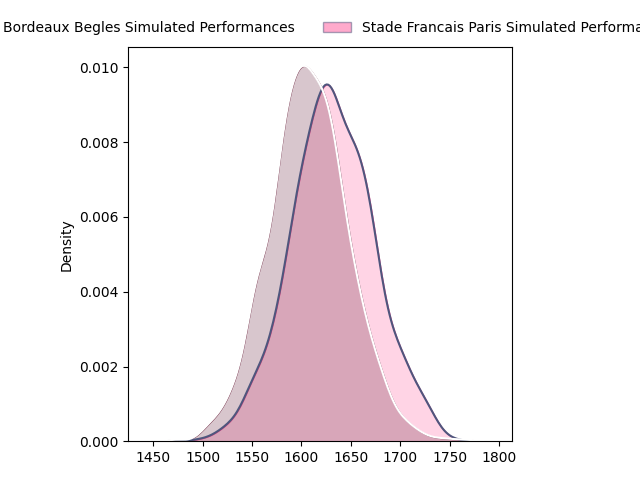 Bordeaux Begles Simulated Performances
Stade Francais Paris Simulated Performa
0.010
0.008
0.006
0.004
0.002
0.000
Density
1450 1500 1550 1600 1650 1700 1750 1800